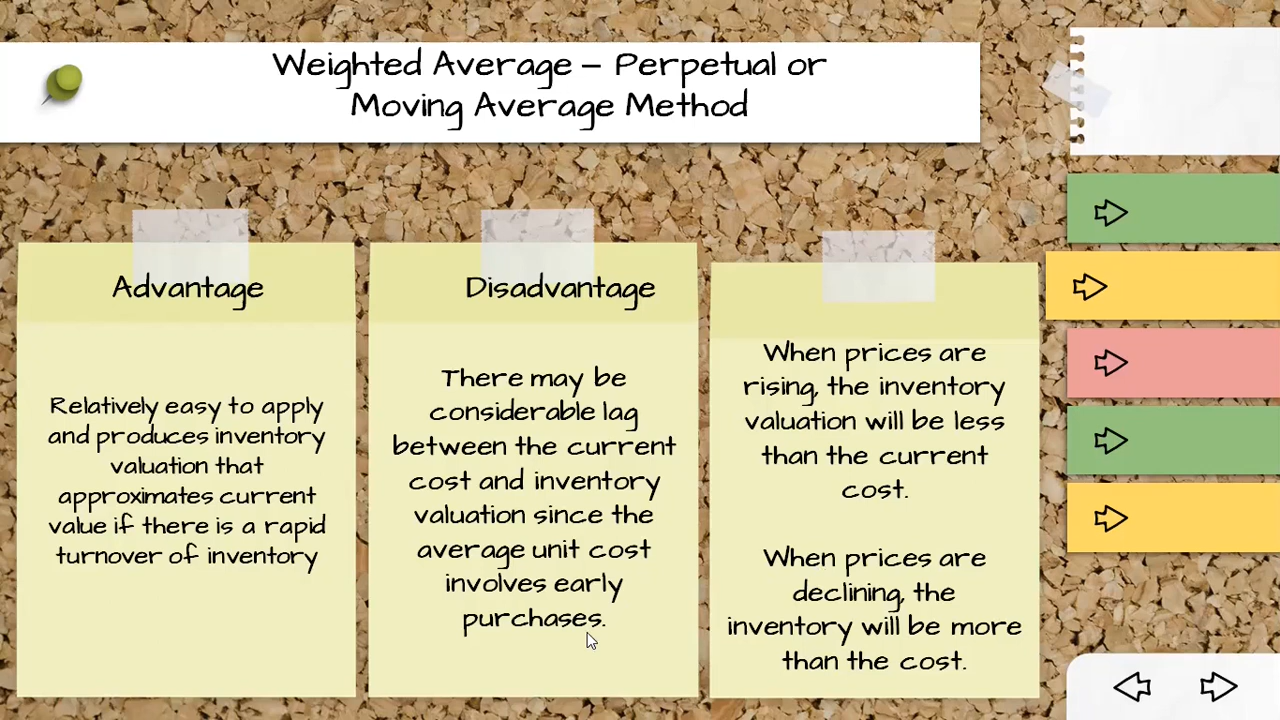 Weighted Average – Perpetual or
Moving Average Method
Advantage
Relatively easy to apply
and produces inventory
valuation that
approximates current
value if there is a rapid
turnover of inventory
Disadvantage
There may be
considerable lag
between the current
cost and inventory
valuation since the
average unit cost
involves early
purchases.
When prices are
rising, the inventory
valuation will be less
than the current
cost.
When prices are
declining, the
inventory will be more
than the cost.